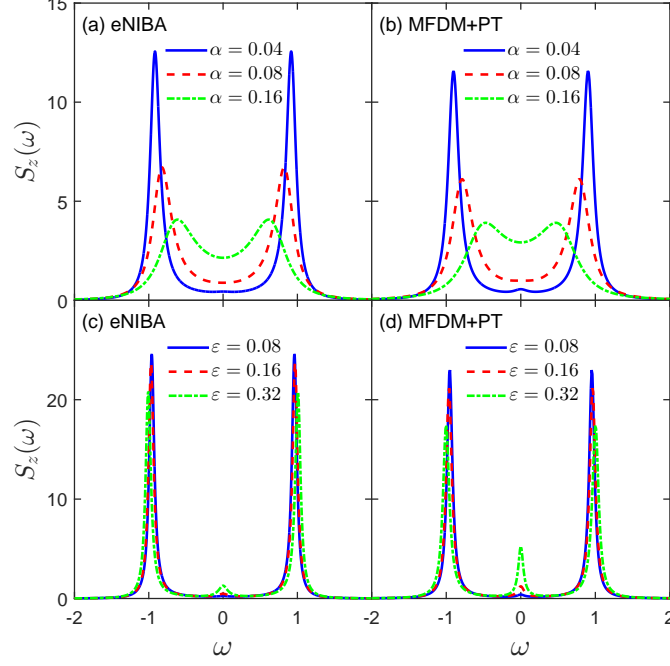 (a) eNIBA
α = 0.04
α = 0.08
α = 0.16
(b) MFDM+PT
α = 0.04
α = 0.08
α = 0.16
15
10
5
0
S_z(ω)
(c) eNIBA
ε = 0.08
ε = 0.16
ε = 0.32
(d) MFDM+PT
ε = 0.08
ε = 0.16
ε = 0.32
20
10
0
S_z(ω)
-2 -1 0 1 2 -1 0 1 2
ω ω